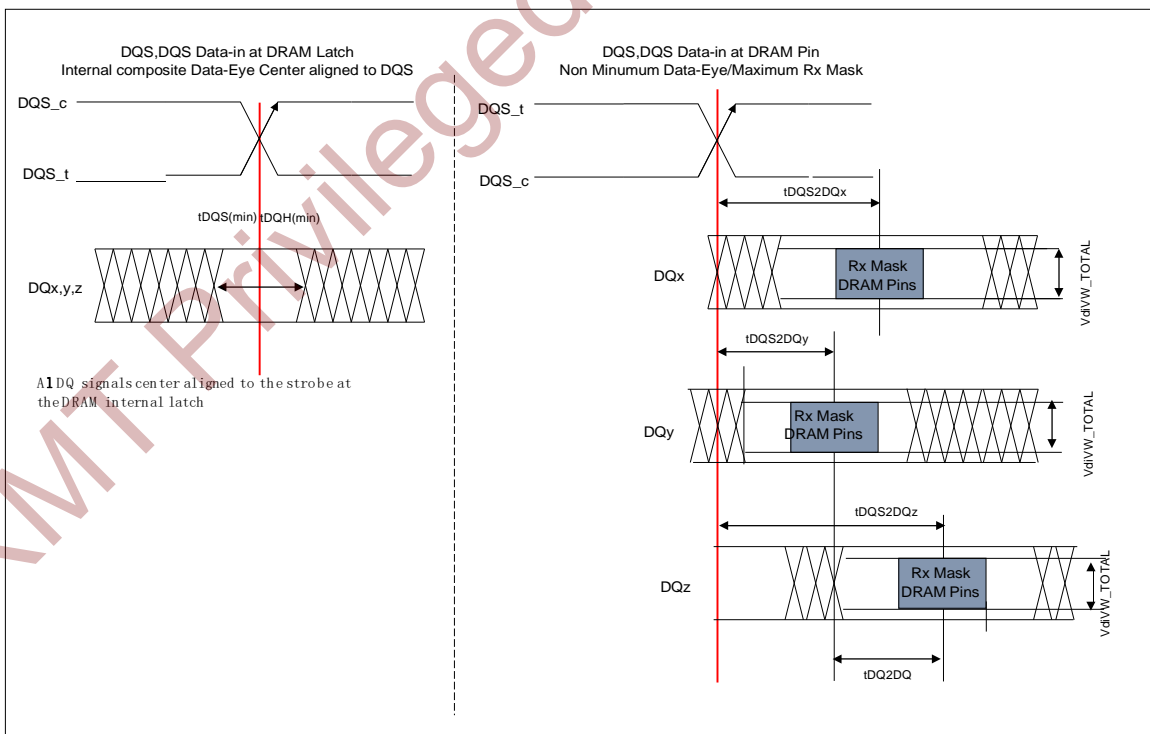 DQS,DQS Data-in at DRAM Latch
Internal composite Data-Eye Center aligned to DQS
DQS_c
DQS_t
tDQS(min) tDQH(min)
DQx,y,z
A1DQ signals center aligned to the strobe at
the DRAM internal latch
DQS,DQS Data-in at DRAM Pin
Non Minumum Data-Eye/Maximum Rx Mask
DQS_t
DQS_c
tDQS2DQx
DQx
Rx Mask
DRAM Pins
VdiVW_TOTAL
tDQS2DQy
DQy
Rx Mask
DRAM Pins
VdiVW_TOTAL
tDQS2DQz
DQz
Rx Mask
DRAM Pins
VdiVW_TOTAL
tDQ2DQ
XMT Privileged